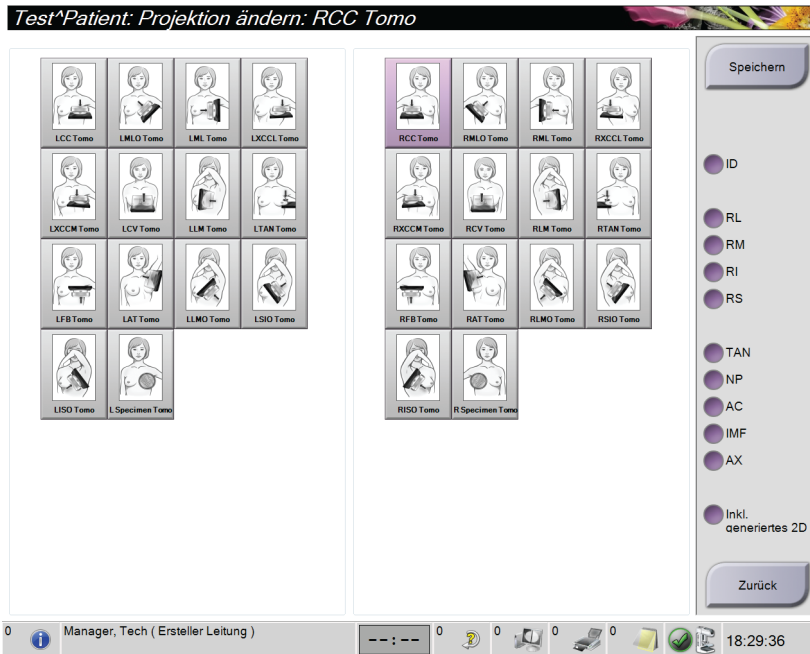 Test^Patient: Projektion ändern: RCC Tomo
LCC Tomo
LMLO Tomo
LML Tomo
LXCCL Tomo
LXCCM Tomo
LCV Tomo
LLM Tomo
LTAN Tomo
LFB Tomo
LAT Tomo
LLMO Tomo
LSIO Tomo
LISO Tomo
L Specimen Tomo
RCC Tomo
RMLO Tomo
RML Tomo
RXCCL Tomo
RXCCM Tomo
RCV Tomo
RLM Tomo
RTAN Tomo
RFB Tomo
RAT Tomo
RLMO Tomo
RSIO Tomo
RISO Tomo
R Specimen Tomo
Speichern
ID
RL
RM
RI
RS
TAN
NP
AC
IMF
AX
Inkl.
generiertes 2D
Zurück
0
Manager, Tech ( Ersteller Leitung )
--:--
0
0
0
0
18:29:36